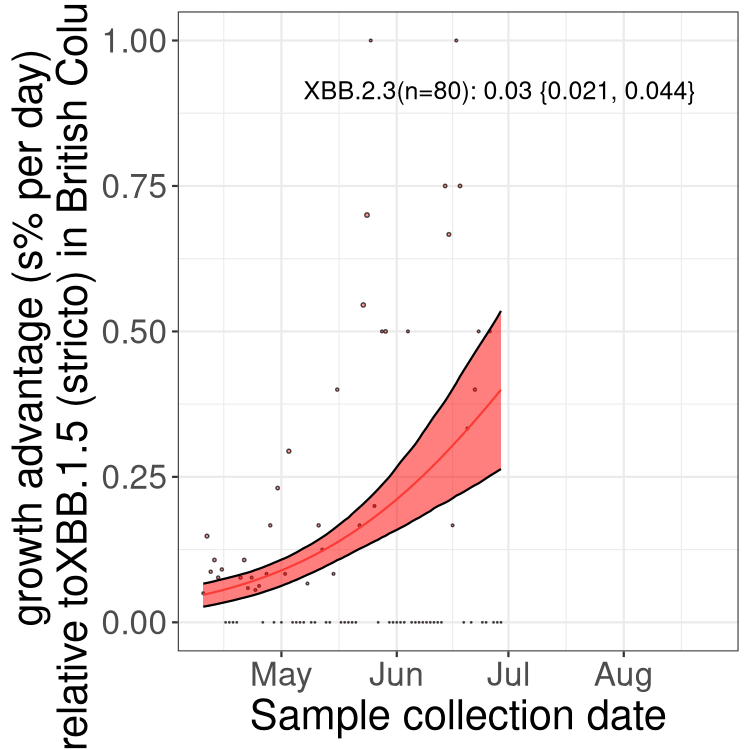 growth advantage (s% per day)
relative toXBB.1.5 (stricto) in British Colu
1.00
0.75
0.50
0.25
0.00
XBB.2.3(n=80): 0.03 {0.021, 0.044}
May Jun Jul Aug
Sample collection date